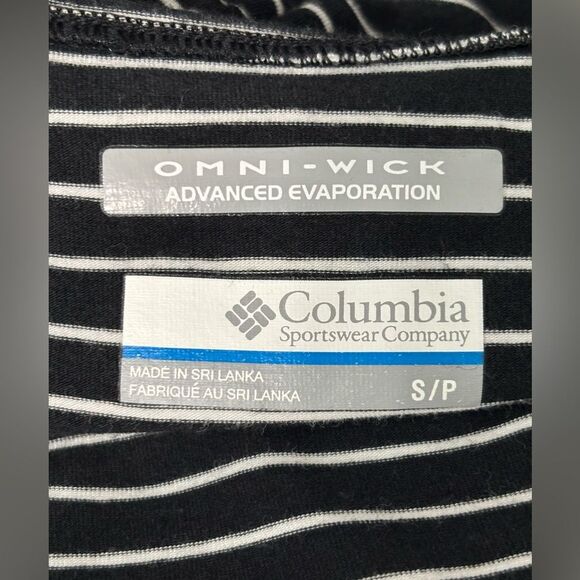 OMNI-WICK
ADVANCED EVAPORATION
Columbia
Sportswear Company
MADE IN SRI LANKA
FABRIQUÉ AU SRI LANKA
S/P